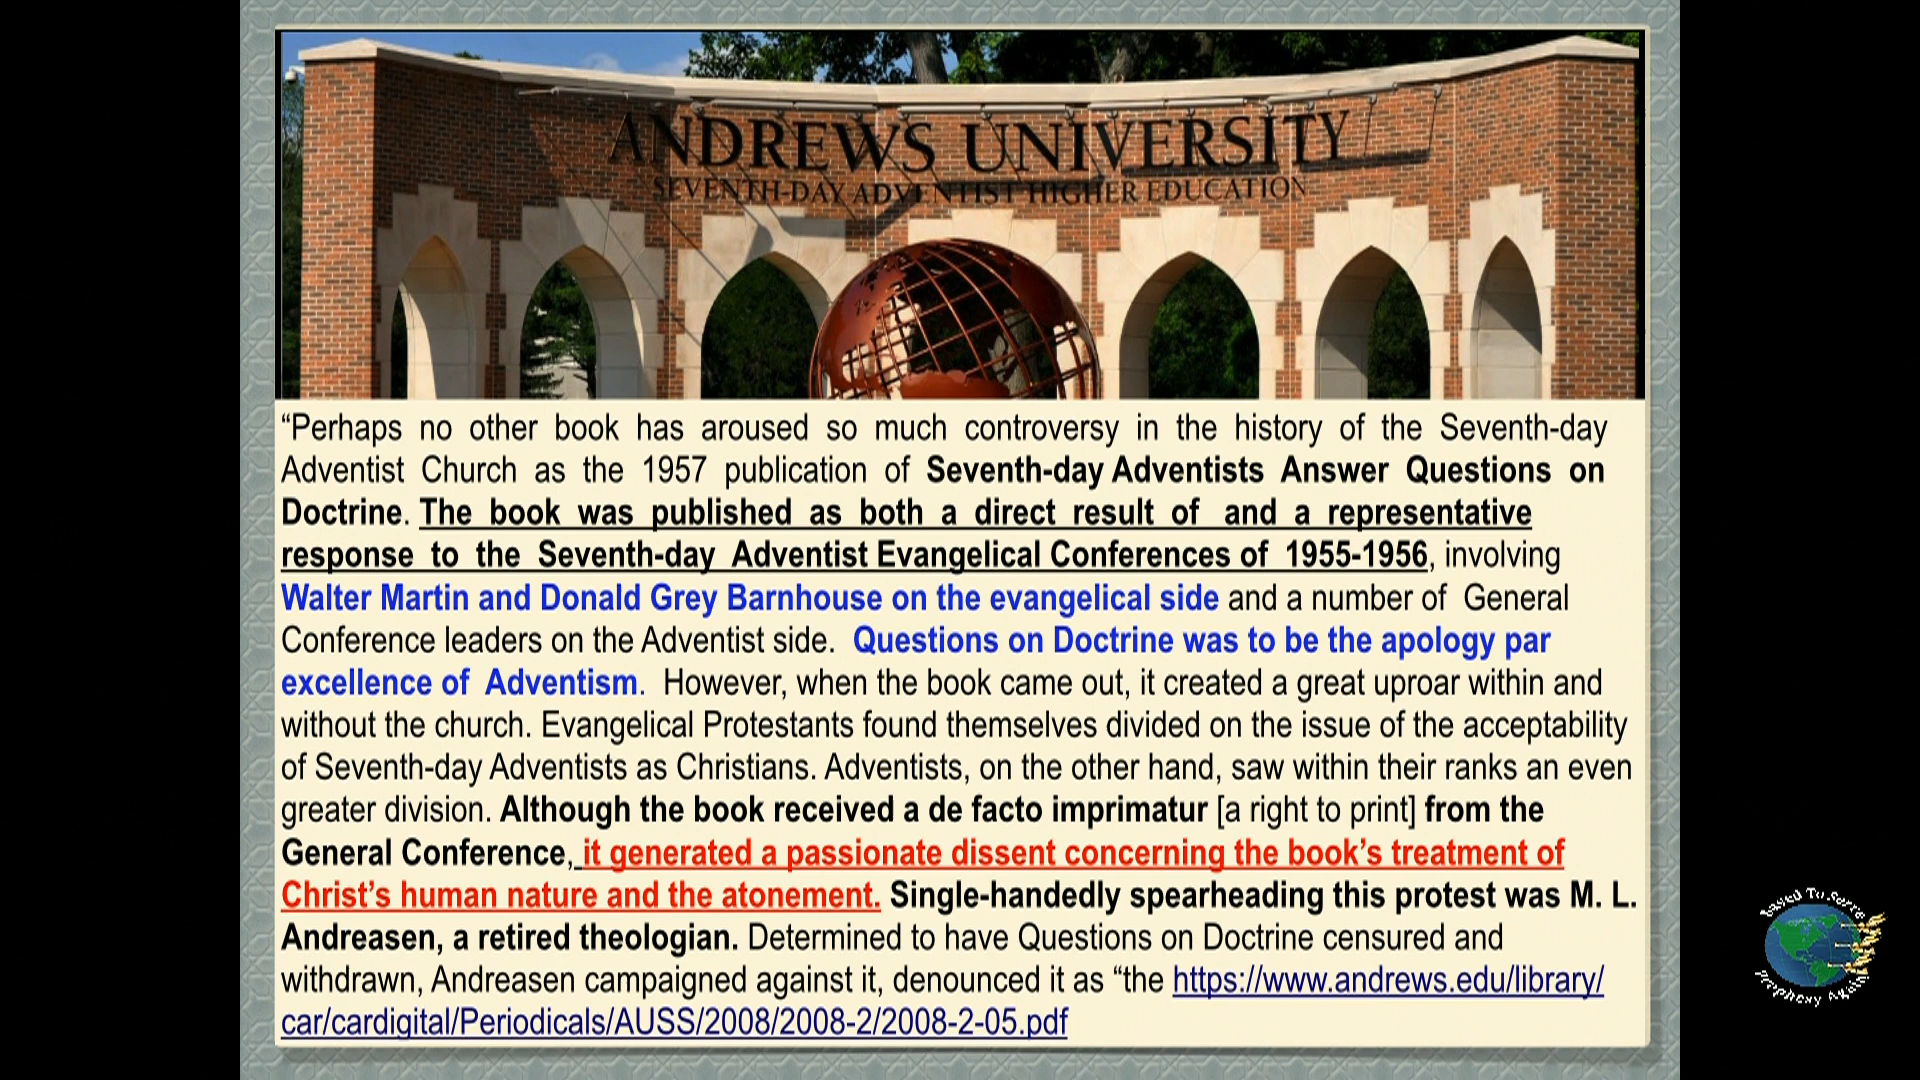 ANDREWS UNIVERSITY
SEVENTH-DAY ADVENTIST HIGHER EDUCATION
“Perhaps no other book has aroused so much controversy in the history of the Seventh-day
Adventist Church as the 1957 publication of Seventh-day Adventists Answer Questions on
Doctrine. The book was published as both a direct result of and a representative
response to the Seventh-day Adventist Evangelical Conferences of 1955-1956, involving
Walter Martin and Donald Grey Barnhouse on the evangelical side and a number of General
Conference leaders on the Adventist side. Questions on Doctrine was to be the apology par
excellence of Adventism. However, when the book came out, it created a great uproar within and
without the church. Evangelical Protestants found themselves divided on the issue of the acceptability
of Seventh-day Adventists as Christians. Adventists, on the other hand, saw within their ranks an even
greater division. Although the book received a de facto imprimatur [a right to print] from the
General Conference, it generated a passionate dissent concerning the book’s treatment of
Christ’s human nature and the atonement. Single-handedly spearheading this protest was M. L.
Andreasen, a retired theologian. Determined to have Questions on Doctrine censured and
withdrawn, Andreasen campaigned against it, denounced it as “the https://www.andrews.edu/library/
car/cardigital/Periodicals/AUSS/2008/2008-2/2008-2-05.pdf
To Serve
Prophesy Again